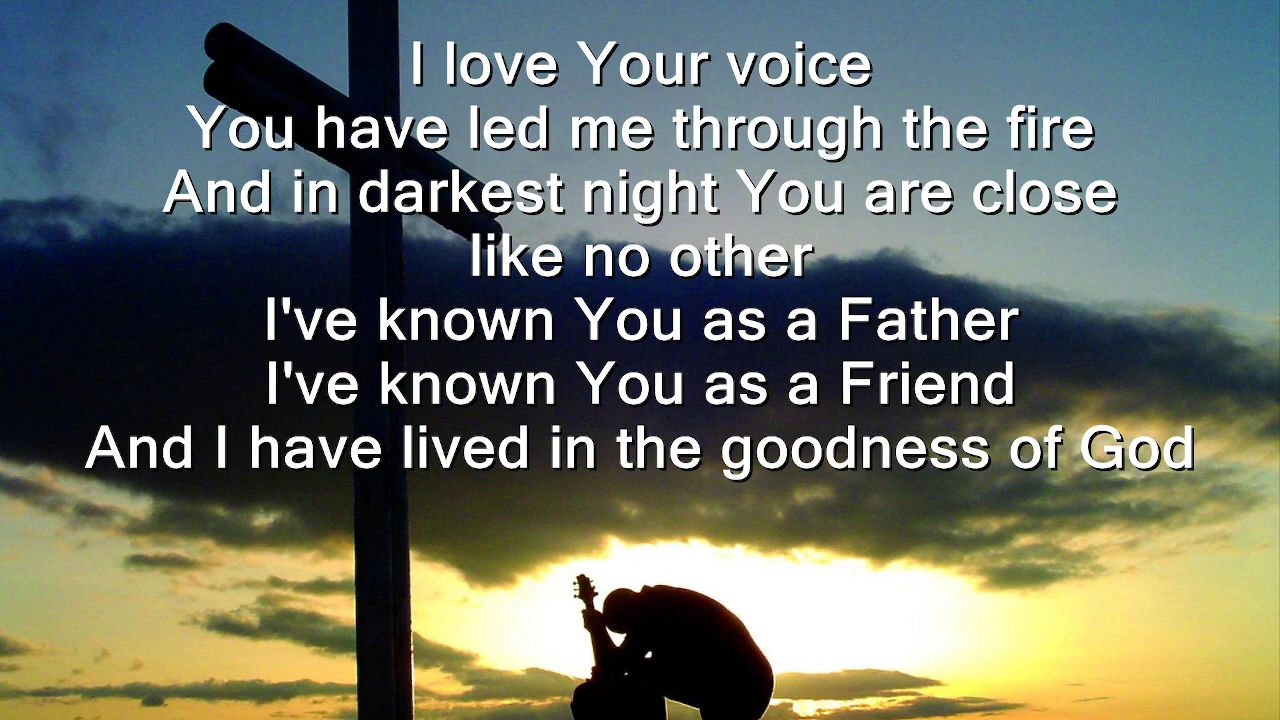 I love Your voice
You have led me through the fire
And in darkest night You are close
like no other
I've known You as a Father
I've known You as a Friend
And I have lived in the goodness of God